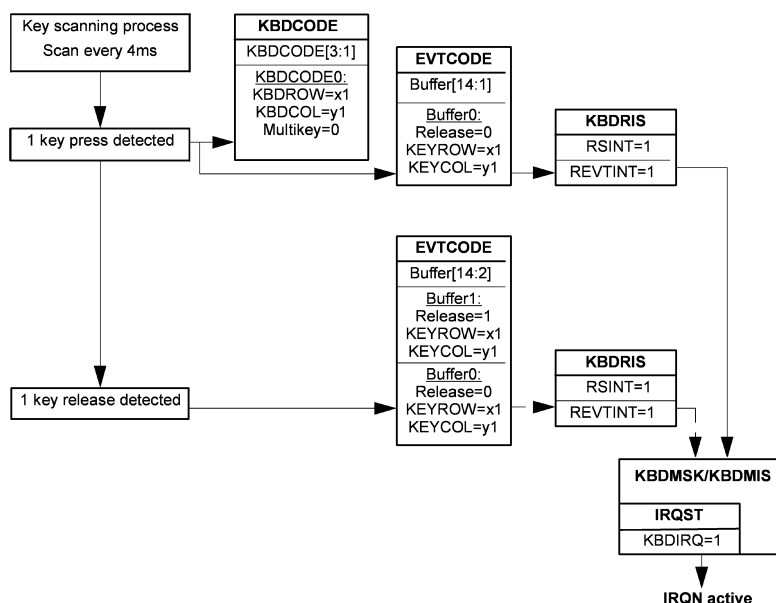 Key scanning process
Scan every 4ms
KBDCODE
KBDCODE[3:1]
KBDCODE0:
KBDROW=x1
KBDCOL=y1
Multikey=0
EVTCODE
Buffer[14:1]
Buffer0:
Release=0
KEYROW=x1
KEYCOL=y1
KBDRIS
RSINT=1
REVTINT=1
1 key press detected
EVTCODE
Buffer[14:2]
Buffer1:
Release=1
KEYROW=x1
KEYCOL=y1
Buffer0:
Release=0
KEYROW=x1
KEYCOL=y1
KBDRIS
RSINT=1
REVTINT=1
1 key release detected
KBDMSK/KBDMIS
IRQST
KBDIRQ=1
IRQN active